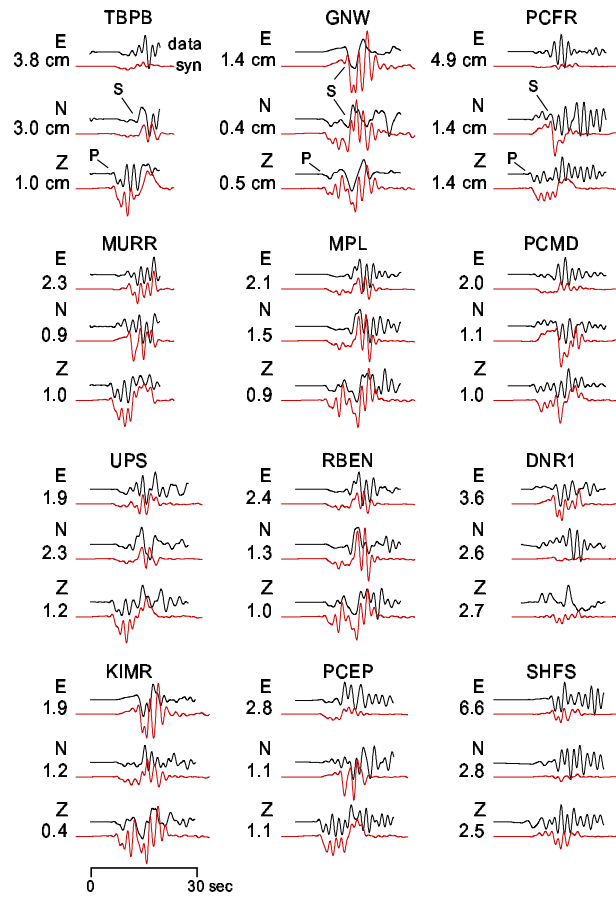 TBPB GNW PCFR
E data E E
3.8 cm syn 1.4 cm 4.9 cm
S S S
N N N
3.0 cm 0.4 cm 1.4 cm
P Z P Z P Z
1.0 cm 0.5 cm 1.4 cm
MURR MPL PCMD
E E E
2.3 2.1 2.0
N N N
0.9 1.5 1.1
Z Z Z
1.0 0.9 1.0
UPS RBEN DNR1
E E E
1.9 2.4 3.6
N N N
2.3 1.3 2.6
Z Z Z
1.2 1.0 2.7
KIMR PCEP SHFS
E E E
1.9 2.8 6.6
N N N
1.2 1.1 2.8
Z Z Z
0.4 1.1 2.5
0 30 sec